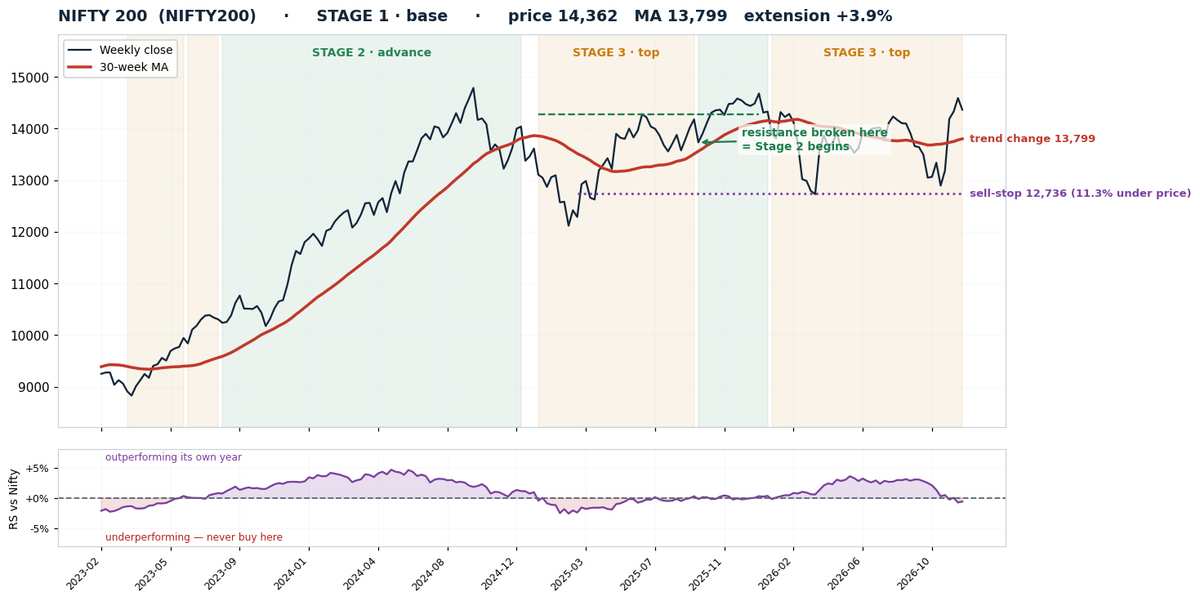 NIFTY 200 (NIFTY200) · STAGE 1 · base · price 14,362 MA 13,799 extension +3.9%
Weekly close
30-week MA
STAGE 2 · advance
STAGE 3 · top
STAGE 3 · top
15000
14000
13000
12000
11000
10000
9000
resistance broken here
= Stage 2 begins
trend change 13,799
sell-stop 12,736 (11.3% under price)
RS vs Nifty
+5%
+0%
-5%
outperforming its own year
underperforming — never buy here
2023-02
2023-05
2023-09
2024-01
2024-04
2024-08
2024-12
2025-03
2025-07
2025-11
2026-02
2026-06
2026-10